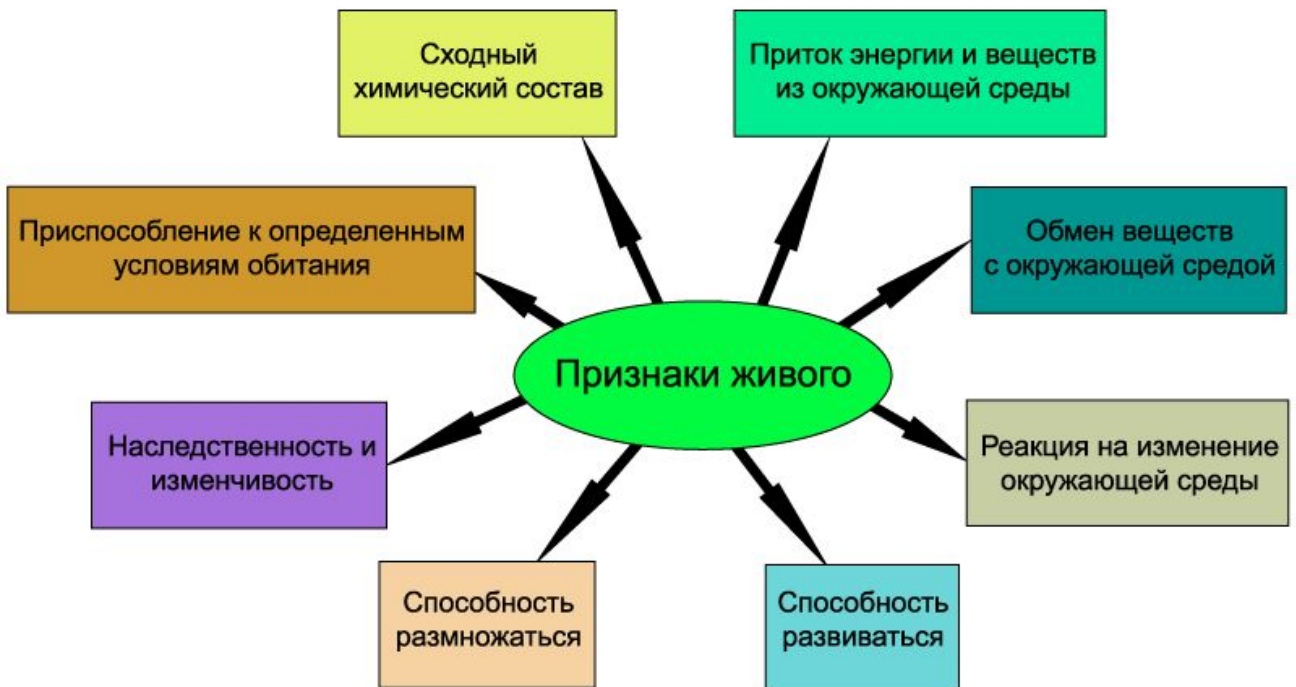 Сходный
химический состав
Приток энергии и веществ
из окружающей среды
Приспособление к определенным
условиям обитания
Обмен веществ
с окружающей средой
Признаки живого
Наследственность и
изменчивость
Реакция на изменение
окружающей среды
Способность
размножаться
Способность
развиваться